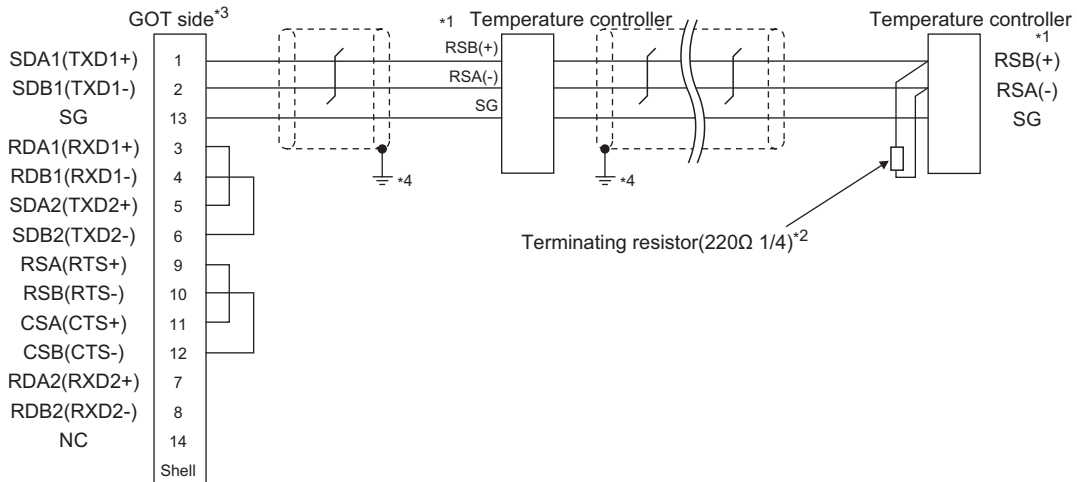 GOT side*3
*1 Temperature controller
Temperature controller
*1
SDA1(TXD1+) 1 RSB(+) RSB(+)
SDB1(TXD1-) 2 RSA(-) RSA(-)
SG 13 SG SG
RDA1(RXD1+) 3
RDB1(RXD1-) 4 *4 *4
SDA2(TXD2+) 5
SDB2(TXD2-) 6
Terminating resistor(220Ω 1/4)*2
RSA(RTS+) 9
RSB(RTS-) 10
CSA(CTS+) 11
CSB(CTS-) 12
RDA2(RXD2+) 7
RDB2(RXD2-) 8
NC 14
Shell